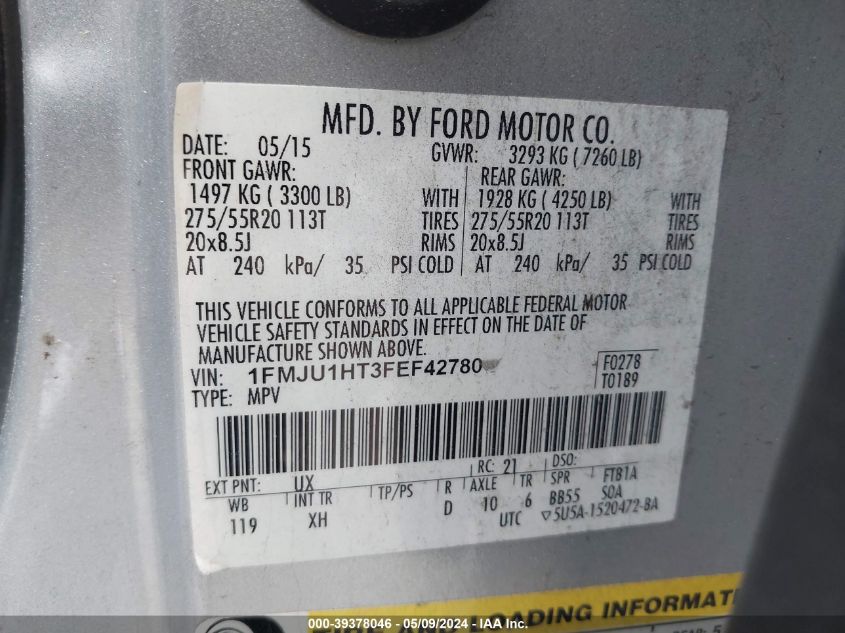 MFD. BY FORD MOTOR CO.
DATE: 05/15 GVWR: 3293 KG ( 7260 LB)
FRONT GAWR: REAR GAWR:
1497 KG ( 3300 LB) WITH 1928 KG ( 4250 LB) WITH
275/55R20 113T TIRES 275/55R20 113T TIRES
20x8.5J RIMS 20x8.5J RIMS
AT 240 kPa/ 35 PSI COLD AT 240 kPa/ 35 PSI COLD
THIS VEHICLE CONFORMS TO ALL APPLICABLE FEDERAL MOTOR
VEHICLE SAFETY STANDARDS IN EFFECT ON THE DATE OF
MANUFACTURE SHOWN ABOVE.
VIN: 1FMJU1HT3FEF42780 F0278
TYPE: MPV T0189
EXT PNT: UX RC: 21 DSO:
WB INT TR TP/PS R AXLE TR SPR FTB1A
119 XH D 10 6 BB55 SOA
UTC ▽5U5A-1520472-BA
TIRE AND LOADING INFORMATI
000-39378046 — 05/09/2024 — IAA Inc.